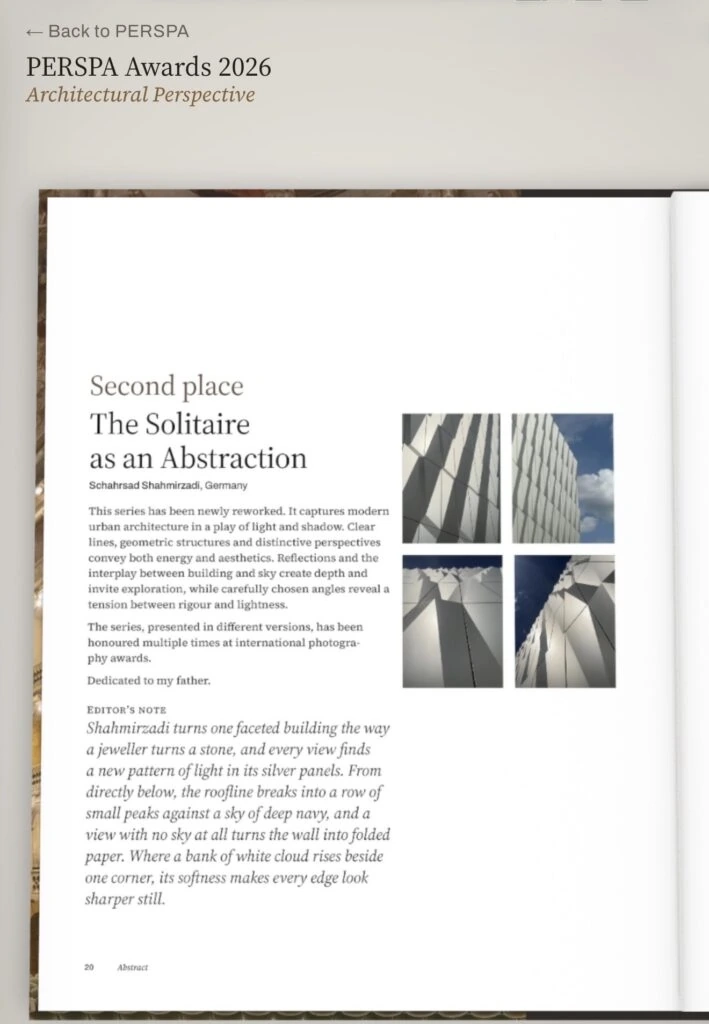 ← Back to PERSPA
PERSPA Awards 2026
Architectural Perspective
Second place
The Solitaire
as an Abstraction
Schahrsad Shahmirzadi, Germany
This series has been newly reworked. It captures modern
urban architecture in a play of light and shadow. Clear
lines, geometric structures and distinctive perspectives
convey both energy and aesthetics. Reflections and the
interplay between building and sky create depth and
invite exploration, while carefully chosen angles reveal a
tension between rigour and lightness.
The series, presented in different versions, has been
honoured multiple times at international photogra-
phy awards.
Dedicated to my father.
EDITOR'S NOTE
Shahmirzadi turns one faceted building the way
a jeweller turns a stone, and every view finds
a new pattern of light in its silver panels. From
directly below, the roofline breaks into a row of
small peaks against a sky of deep navy, and a
view with no sky at all turns the wall into folded
paper. Where a bank of white cloud rises beside
one corner, its softness makes every edge look
sharper still.
20 Abstract